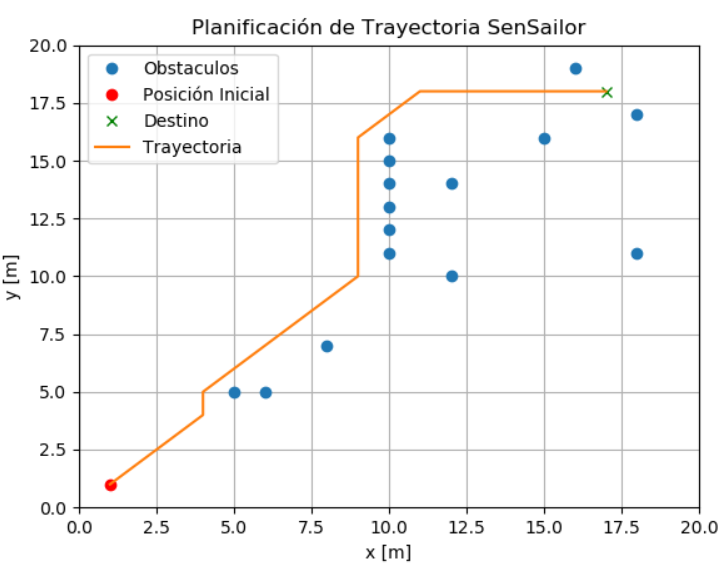 Planificación de Trayectoria SenSailor
Obstaculos
Posición Inicial
Destino
Trayectoria
20.0
17.5
15.0
12.5
10.0
7.5
5.0
2.5
0.0
y [m]
0.0 2.5 5.0 7.5 10.0 12.5 15.0 17.5 20.0
x [m]